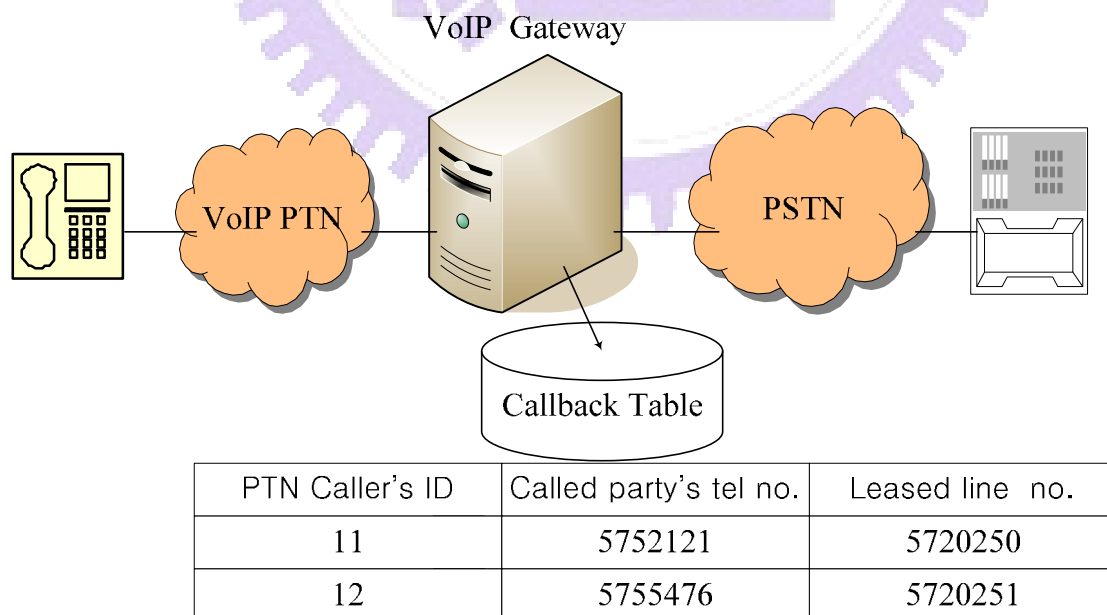 VoIP Gateway
VoIP PTN
PSTN
Callback Table
PTN Caller's ID Called party's tel no. Leased line no.
11 5752121 5720250
12 5755476 5720251